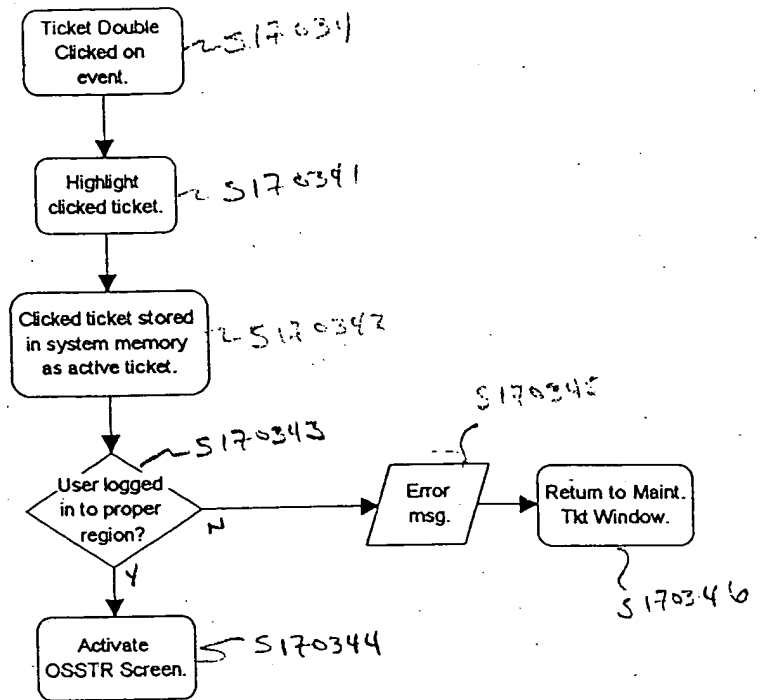 Ticket Double
Clicked on
event.
S17034
Highlight
clicked ticket.
S170341
Clicked ticket stored
in system memory
as active ticket.
S170342
S170343
User logged
in to proper
region?
N
Y
S170345
Error
msg.
Return to Maint.
Tkt Window.
S170346
Activate
OSSTR Screen.
S170344